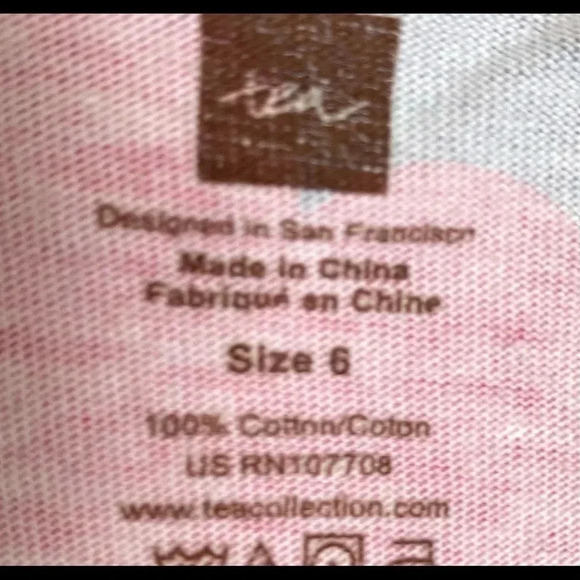 tea
Designed in San Francisco
Made in China
Fabriqué en Chine
Size 6
100% Cotton/Coton
US RN107708
www.teacollection.com